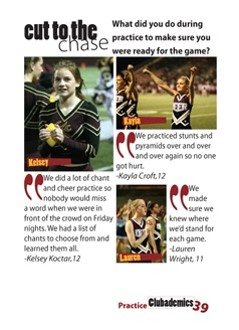 cut to the
chase
What did you do during
practice to make sure you
were ready for the game?
Kelsey
Kayla
We practiced stunts and
pyramids over and over
and over again so no one
got hurt.
-Kayla Croft,12
We did a lot of chant
and cheer practice so
nobody would miss
a word when we were in
front of the crowd on Friday
nights. We had a list of
chants to choose from and
learned them all.
-Kelsey Koctar,12
Lauren
We
made
sure we
knew where
we'd stand for
each game.
-Lauren
Wright, 11
Practice Clubademics 39